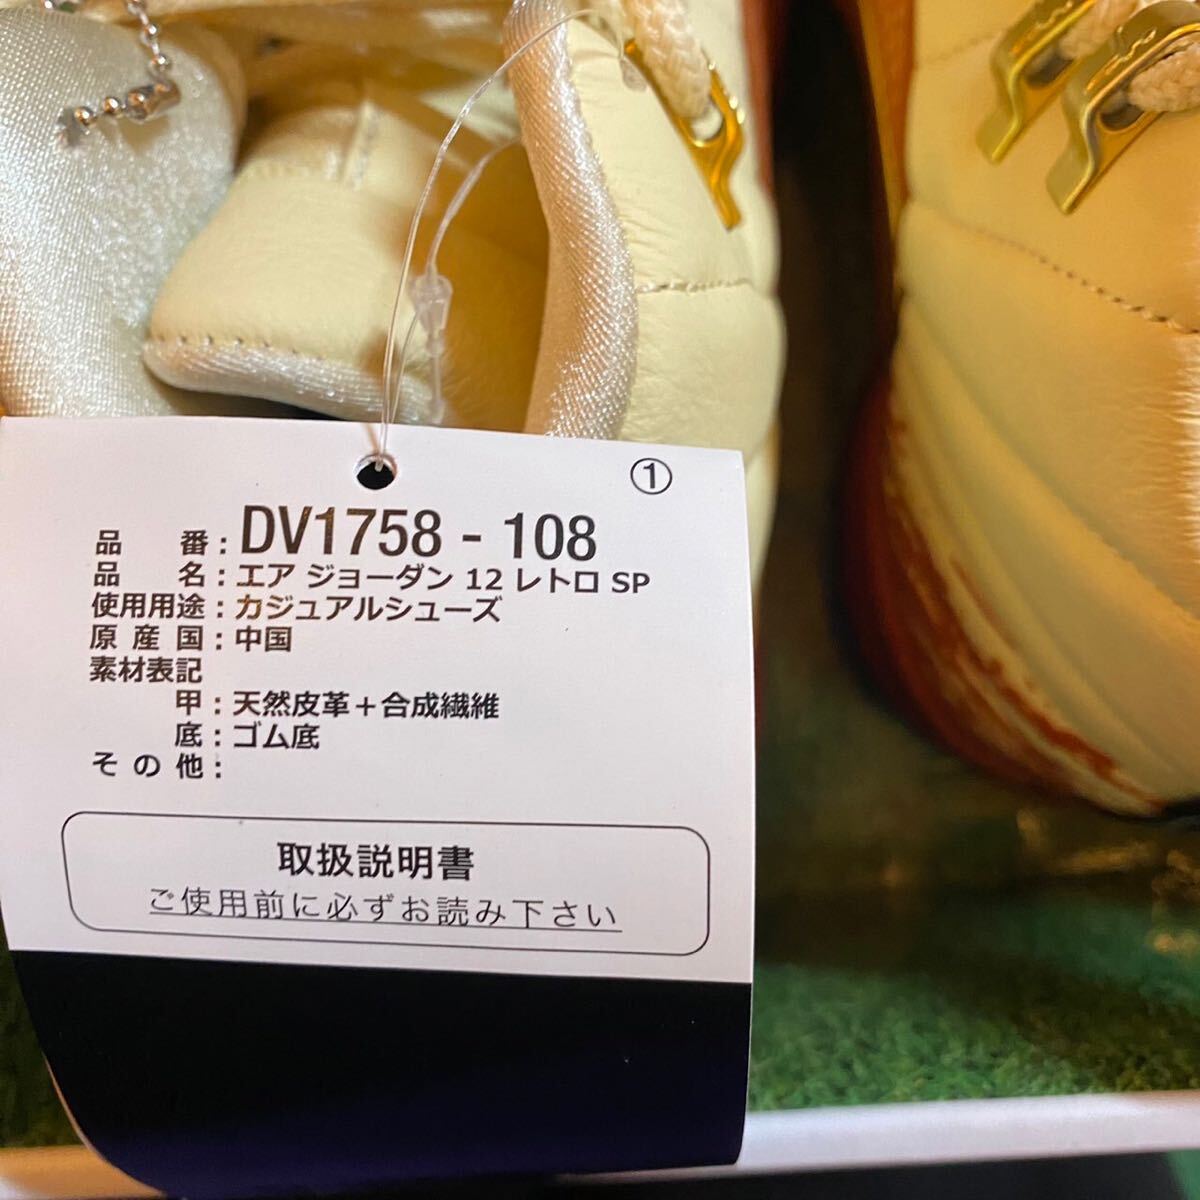 ①
品番：DV1758 - 108
品名：エア ジョーダン 12 レトロ SP
使用用途：カジュアルシューズ
原産国：中国
素材表記
甲：天然皮革＋合成繊維
底：ゴム底
その他：
取扱説明書
ご使用前に必ずお読み下さい